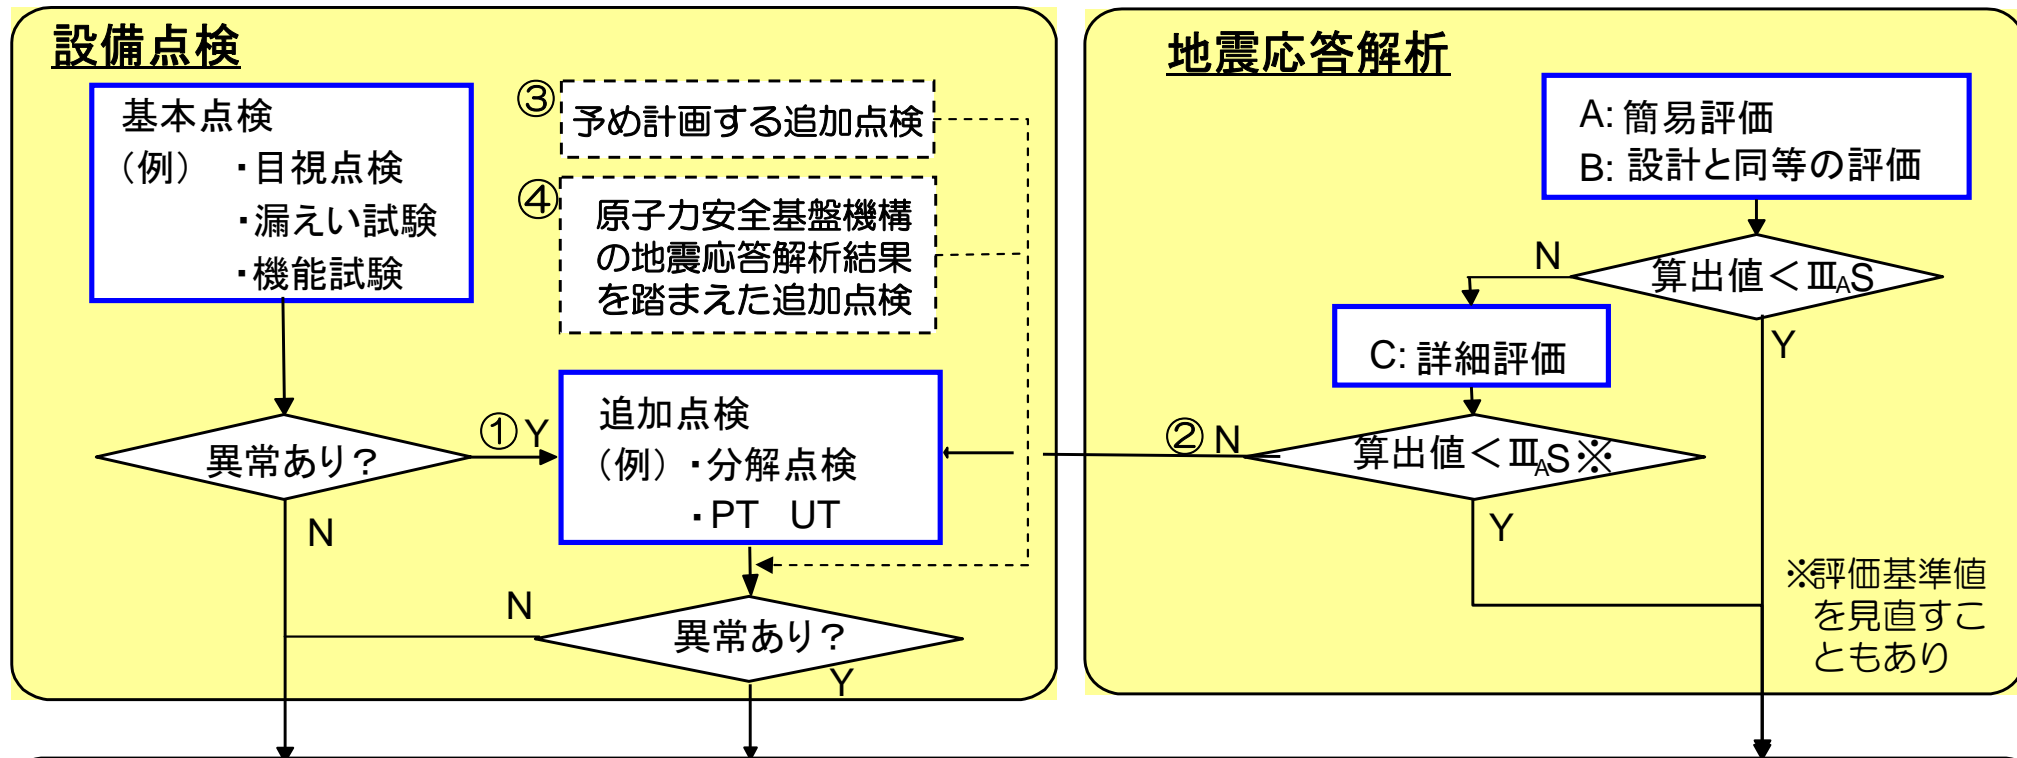 設備点検
基本点検
（例）　・目視点検
・漏えい試験
・機能試験
③
予め計画する追加点検
④
原子力安全基盤機構
の地震応答解析結果
を踏まえた追加点検
異常あり？
① Y
N
追加点検
（例）・分解点検
・PT　UT
N
異常あり？
Y
地震応答解析
A: 簡易評価
B: 設計と同等の評価
算出値＜ⅢAS
N
Y
C: 詳細評価
② N
算出値＜ⅢAS※
Y
※評価基準値
を見直すこ
ともあり